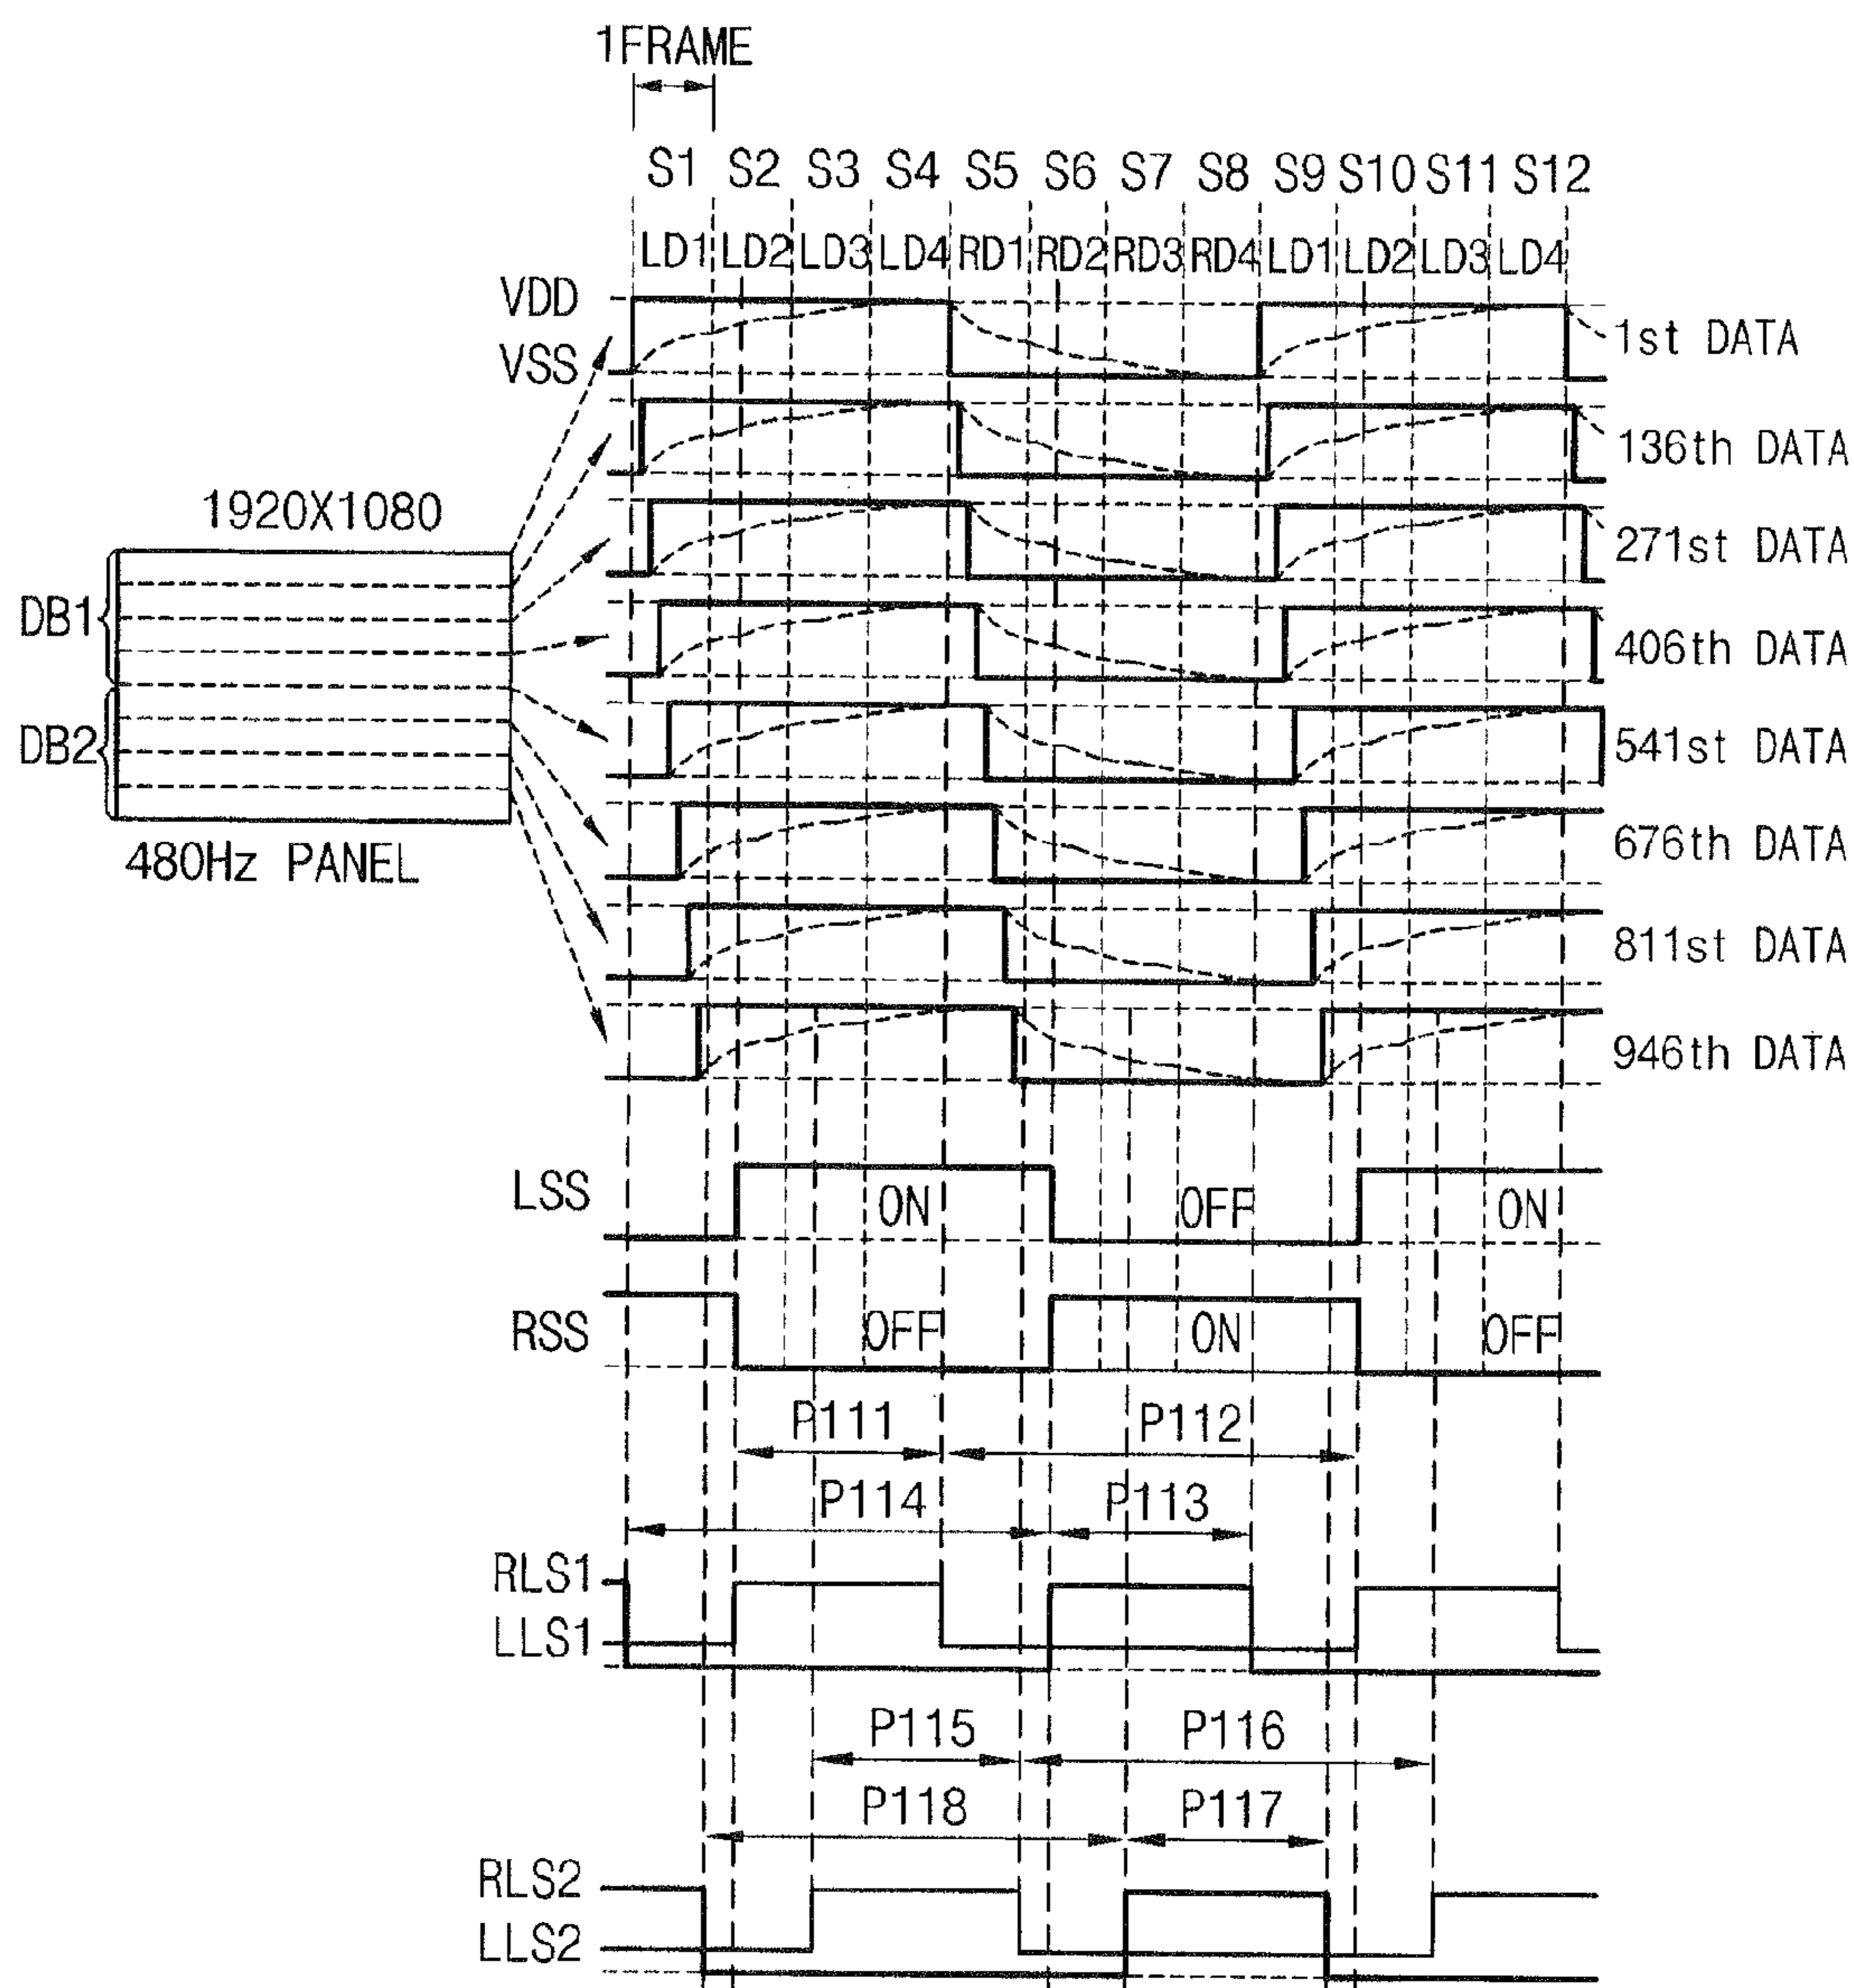 1FRAME
S1 S2 S3 S4 S5 S6 S7 S8 S9 S10 S11 S12
LD1 LD2 LD3 LD4 RD1 RD2 RD3 RD4 LD1 LD2 LD3 LD4
VDD
VSS
1st DATA
136th DATA
1920X1080
271st DATA
DB1
406th DATA
DB2
541st DATA
480Hz PANEL
676th DATA
811st DATA
946th DATA
LSS ON OFF ON
RSS OFF ON OFF
P111 P112
P114 P113
RLS1
LLS1
P115 P116
P118 P117
RLS2
LLS2